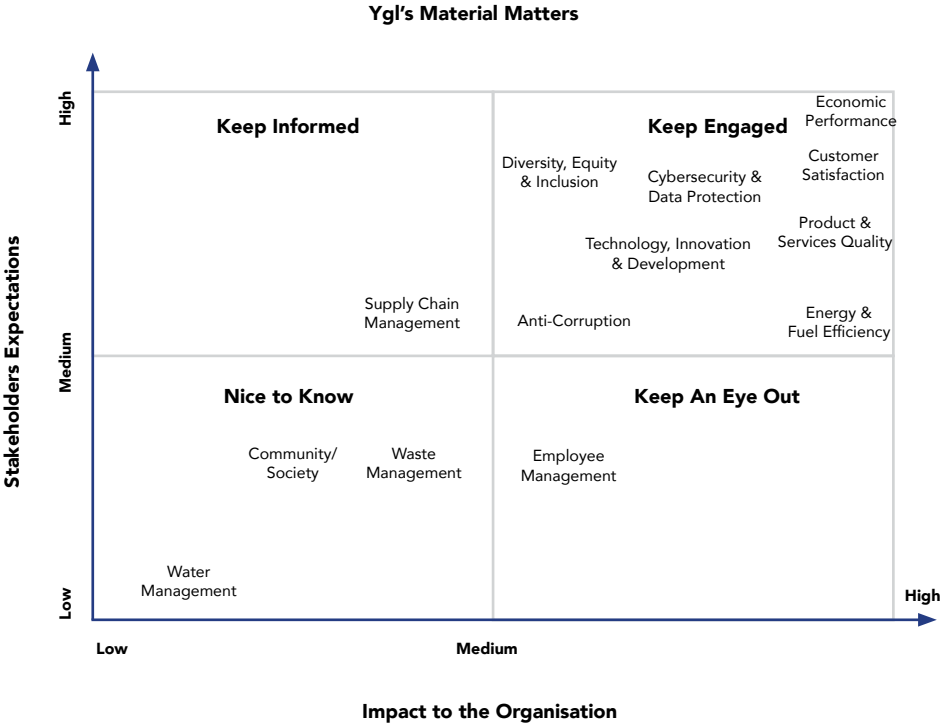 Ygl's Material Matters
High
Keep Informed
Keep Engaged
Economic
Performance
Diversity, Equity
& Inclusion
Cybersecurity &
Data Protection
Customer
Satisfaction
Technology, Innovation
& Development
Product &
Services Quality
Supply Chain
Management
Anti-Corruption
Energy &
Fuel Efficiency
Stakeholders Expectations
Medium
Nice to Know
Keep An Eye Out
Community/
Society
Waste
Management
Employee
Management
Water
Management
Low
High
Low
Medium
Impact to the Organisation